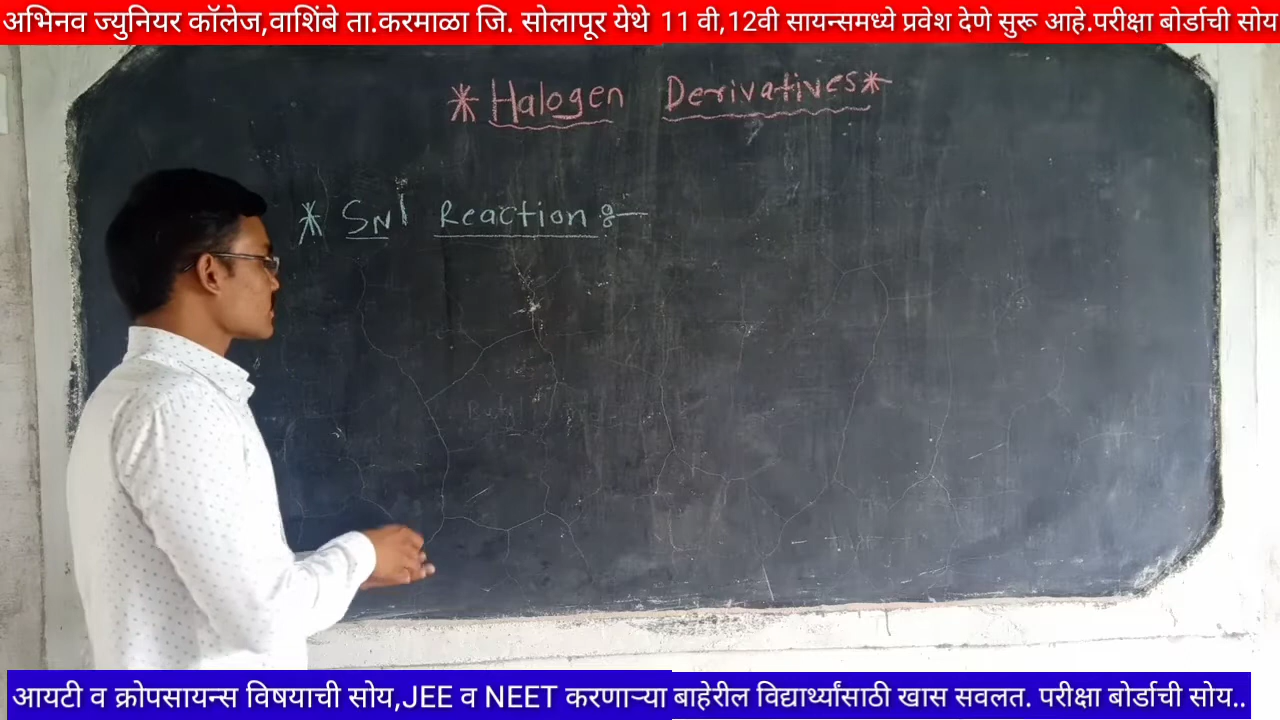 अभिनव ज्युनियर कॉलेज,वाशिंबे ता.करमाळा जि. सोलापूर येथे 11 वी,12वी सायन्समध्ये प्रवेश देणे सुरू आहे.परीक्षा बोर्डाची सोय
* Halogen Derivatives *
* SN1 Reaction :-
आयटी व क्रोपसायन्स विषयाची सोय,JEE व NEET करणाऱ्या बाहेरील विद्यार्थ्यांसाठी खास सवलत. परीक्षा बोर्डाची सोय..